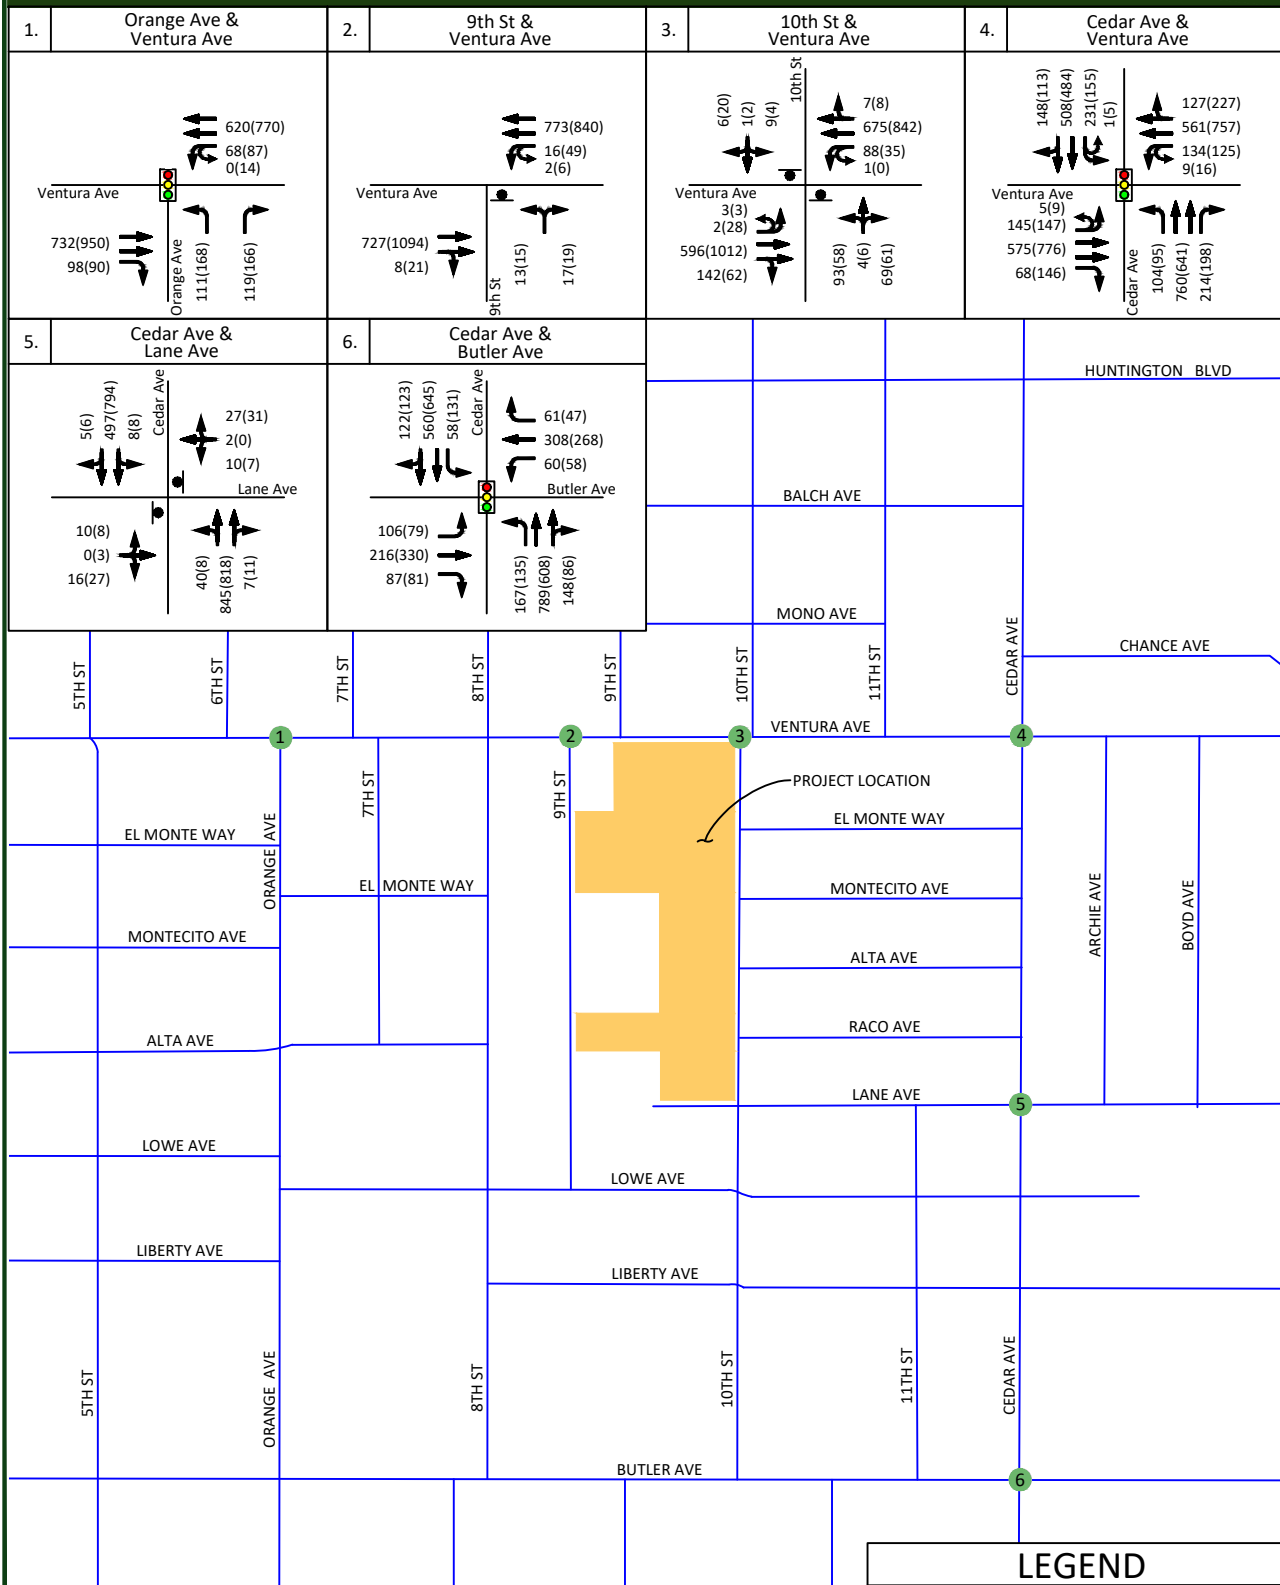 1.
Orange Ave &
Ventura Ave
620(770)
68(87)
0(14)
Ventura Ave
732(950)
98(90)
Orange Ave
111(168)
119(166)
2.
9th St &
Ventura Ave
773(840)
16(49)
2(6)
Ventura Ave
727(1094)
8(21)
9th St
13(15)
17(19)
3.
10th St &
Ventura Ave
6(20)
1(2)
9(4)
10th St
7(8)
675(842)
88(35)
1(0)
Ventura Ave
3(3)
2(28)
596(1012)
142(62)
93(58)
4(6)
69(61)
4.
Cedar Ave &
Ventura Ave
148(113)
508(484)
231(155)
1(5)
127(227)
561(757)
134(125)
9(16)
Ventura Ave
5(9)
145(147)
575(776)
68(146)
Cedar Ave
104(95)
760(641)
214(198)
5.
Cedar Ave &
Lane Ave
5(6)
497(794)
8(8)
Cedar Ave
27(31)
2(0)
10(7)
Lane Ave
10(8)
0(3)
16(27)
40(8)
845(818)
7(11)
6.
Cedar Ave &
Butler Ave
122(123)
560(645)
58(131)
Cedar Ave
61(47)
308(268)
60(58)
Butler Ave
106(79)
216(330)
87(81)
167(135)
789(608)
148(86)
HUNTINGTON BLVD
BALCH AVE
MONO AVE
CHANCE AVE
5TH ST
6TH ST
7TH ST
8TH ST
9TH ST
10TH ST
11TH ST
CEDAR AVE
VENTURA AVE
1
2
3
4
PROJECT LOCATION
7TH ST
9TH ST
ORANGE AVE
EL MONTE WAY
EL MONTE WAY
EL MONTE WAY
MONTECITO AVE
MONTECITO AVE
ARCHIE AVE
BOYD AVE
ALTA AVE
ALTA AVE
RACO AVE
LANE AVE
5
LOWE AVE
LOWE AVE
LIBERTY AVE
LIBERTY AVE
5TH ST
ORANGE AVE
8TH ST
10TH ST
11TH ST
CEDAR AVE
BUTLER AVE
6
LEGEND